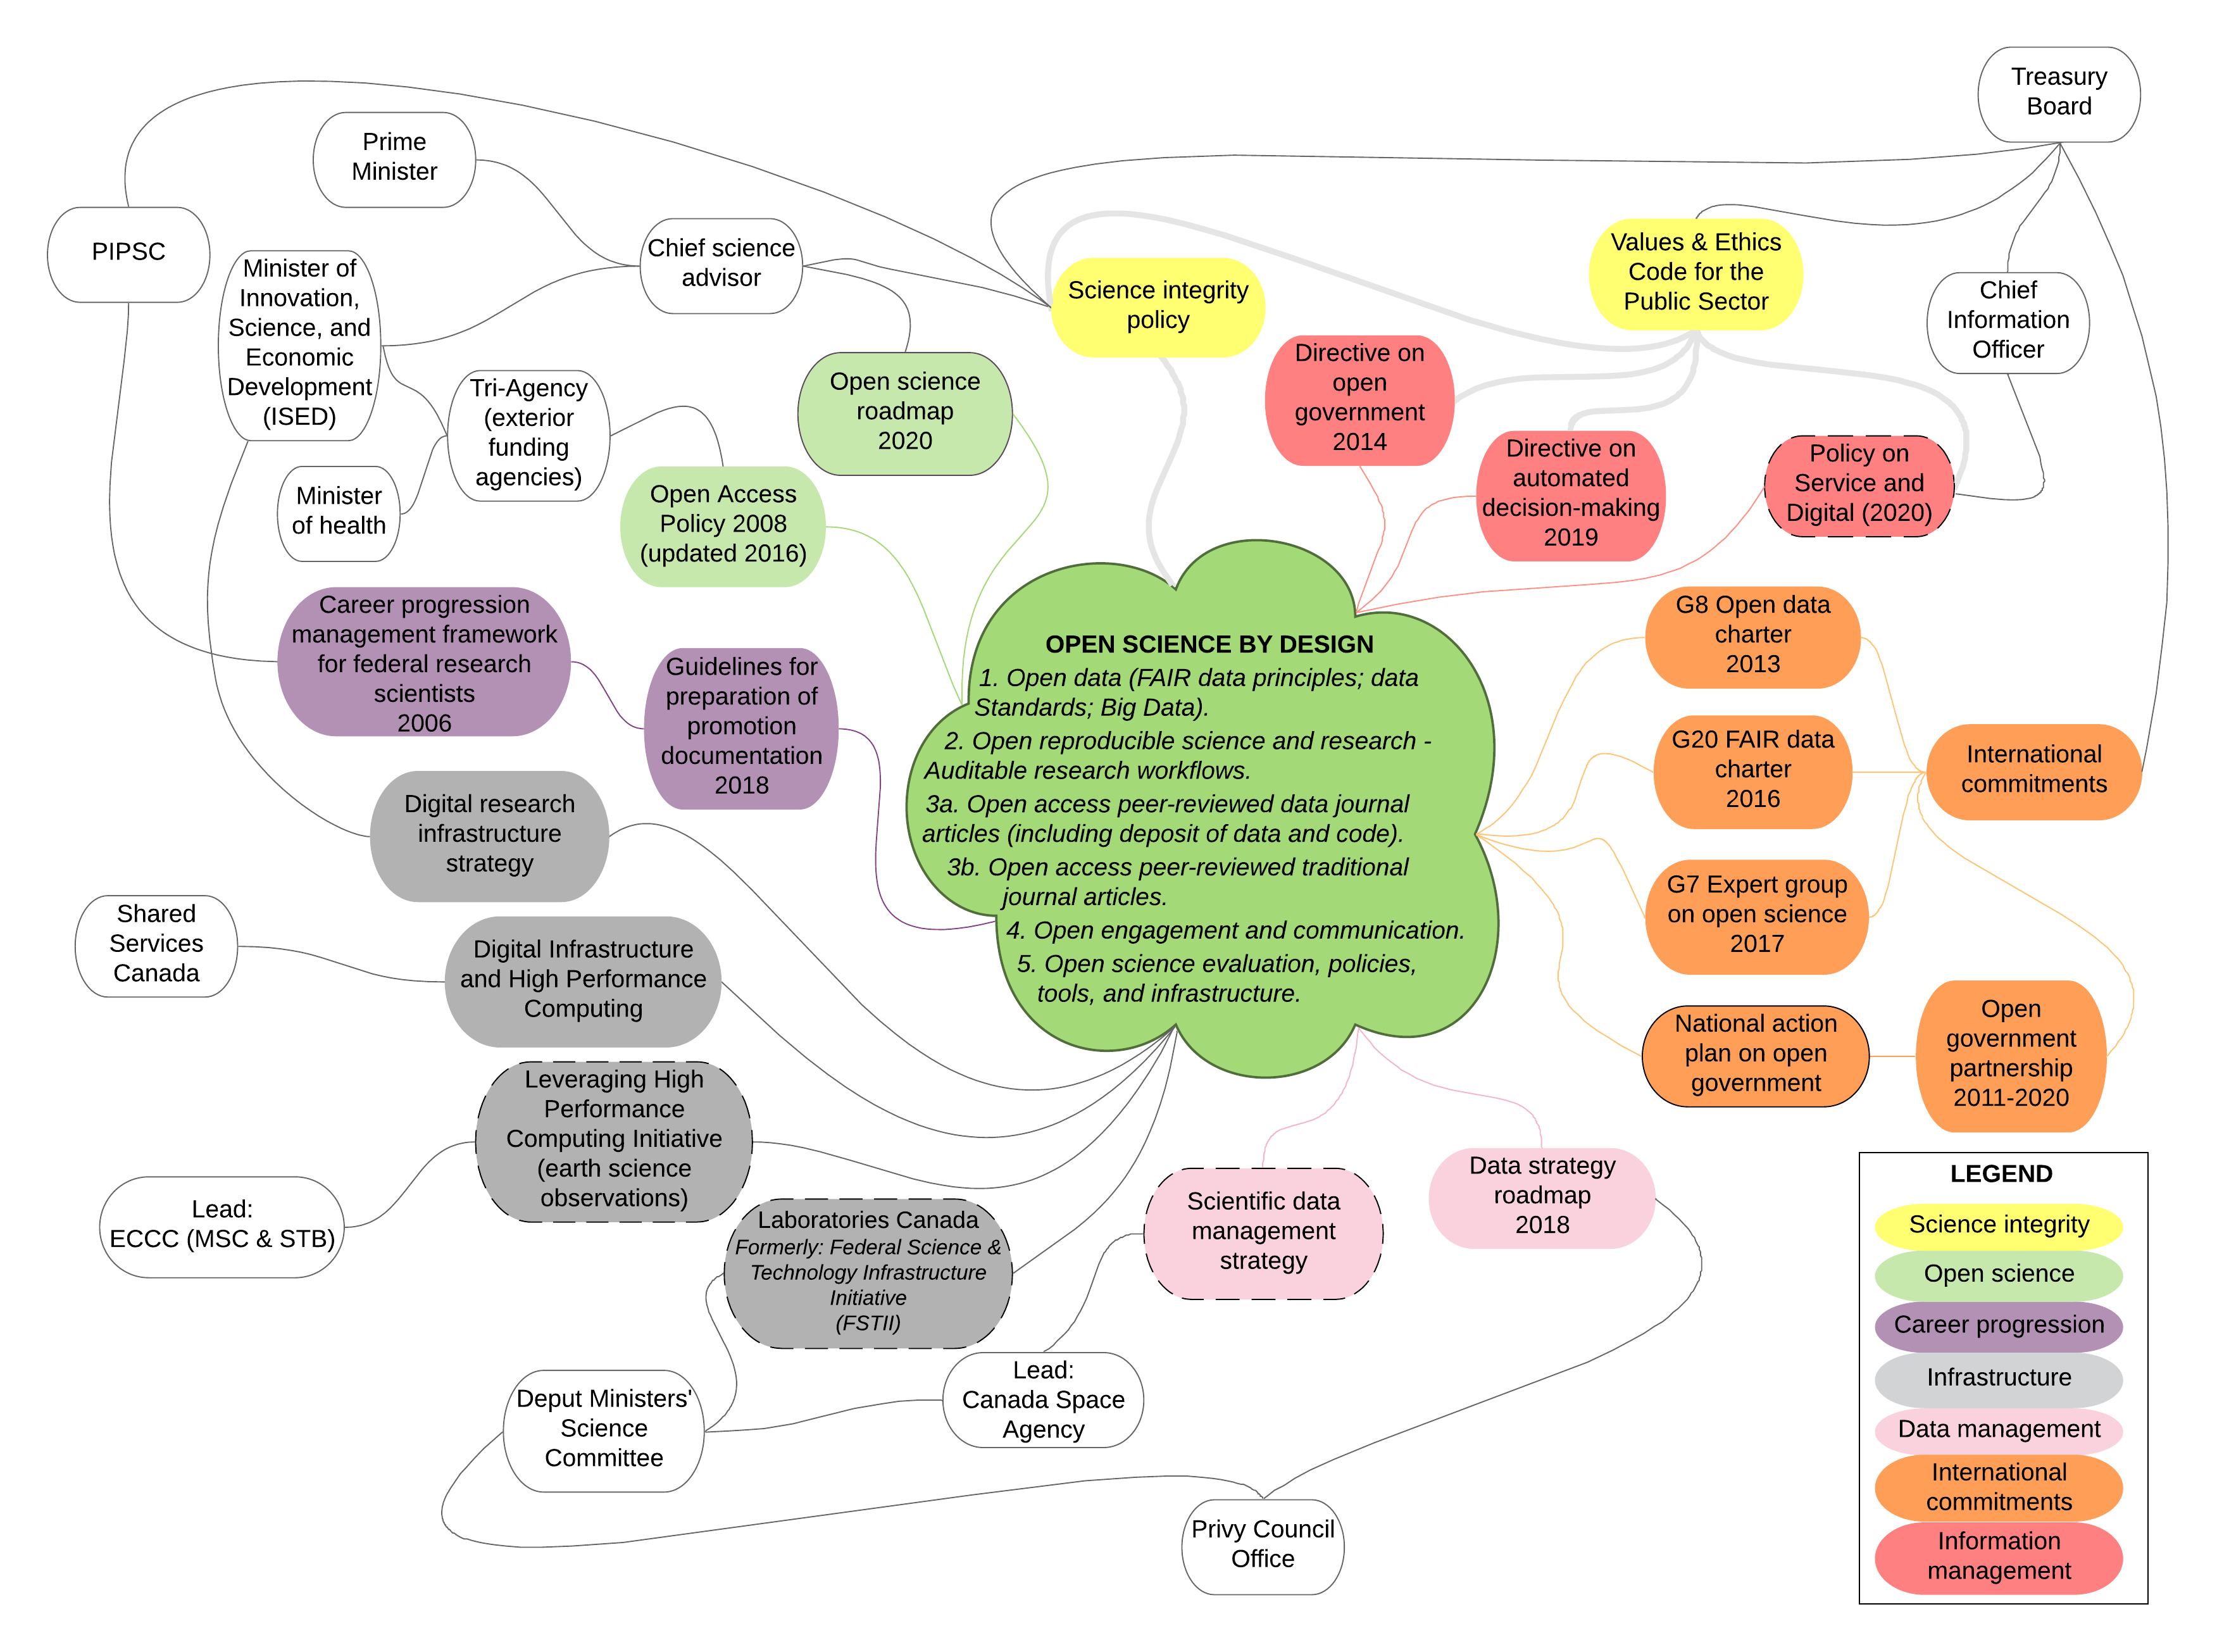 Treasury
Board
Prime
Minister
PIPSC
Chief science
advisor
Minister of
Innovation,
Science, and
Economic
Development
(ISED)
Science integrity
policy
Values & Ethics
Code for the
Public Sector
Chief
Information
Officer
Tri-Agency
(exterior
funding
agencies)
Open science
roadmap
2020
Directive on
open
government
2014
Directive on
automated
decision-making
2019
Policy on
Service and
Digital (2020)
Minister
of health
Open Access
Policy 2008
(updated 2016)
Career progression
management framework
for federal research
scientists
2006
Guidelines for
preparation of
promotion
documentation
2018
OPEN SCIENCE BY DESIGN
1. Open data (FAIR data principles; data
Standards; Big Data).
2. Open reproducible science and research -
Auditable research workflows.
3a. Open access peer-reviewed data journal
articles (including deposit of data and code).
3b. Open access peer-reviewed traditional
journal articles.
4. Open engagement and communication.
5. Open science evaluation, policies,
tools, and infrastructure.
G8 Open data
charter
2013
G20 FAIR data
charter
2016
International
commitments
G7 Expert group
on open science
2017
National action
plan on open
government
Open
government
partnership
2011-2020
Digital research
infrastructure
strategy
Shared
Services
Canada
Digital Infrastructure
and High Performance
Computing
Leveraging High
Performance
Computing Initiative
(earth science
observations)
Lead:
ECCC (MSC & STB)
Laboratories Canada
Formerly: Federal Science &
Technology Infrastructure
Initiative
(FSTII)
Scientific data
management
strategy
Data strategy
roadmap
2018
Deput Ministers'
Science
Committee
Lead:
Canada Space
Agency
Privy Council
Office
LEGEND
Science integrity
Open science
Career progression
Infrastructure
Data management
International
commitments
Information
management